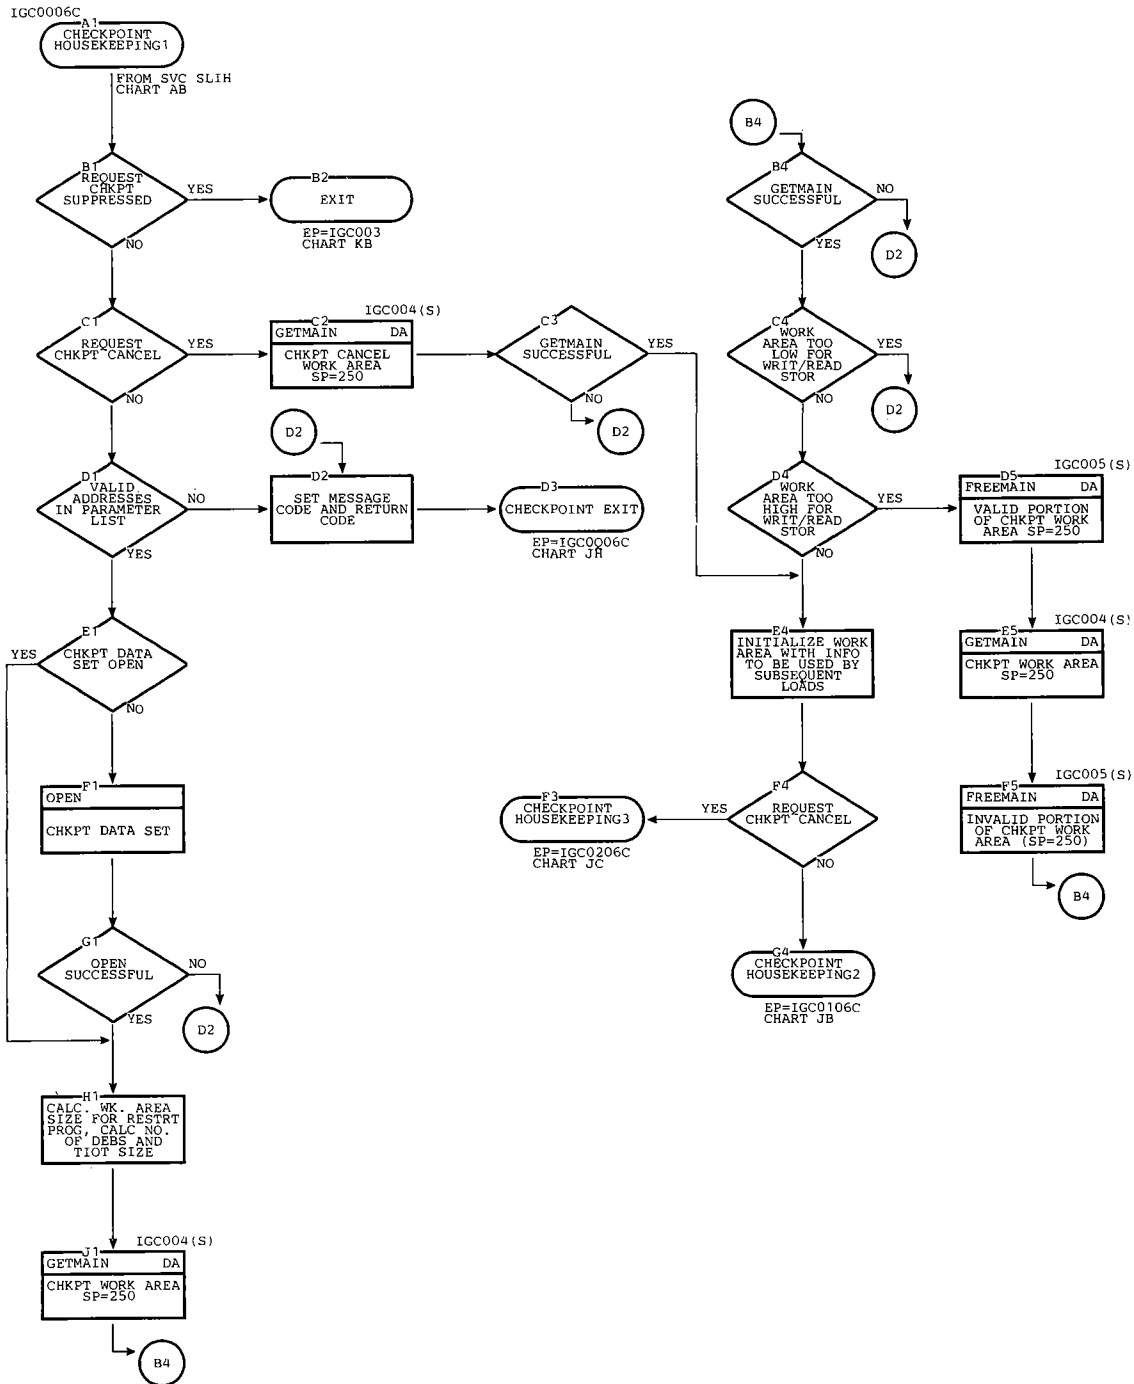 IGC0006C
A1
CHECKPOINT
HOUSEKEEPING1
FROM SVC SLIH
CHART AB
B1
REQUEST
CHKPT
SUPPRESSED
YES
NO
B2
EXIT
EP=IGC003
CHART KB
C1
REQUEST
CHKPT CANCEL
YES
NO
IGC004(S)
C2
GETMAIN DA
CHKPT CANCEL
WORK AREA
SP=250
C3
GETMAIN
SUCCESSFUL
YES
NO
D2
D1
VALID
ADDRESSES
IN PARAMETER
LIST
NO
YES
D2
D2
SET MESSAGE
CODE AND RETURN
CODE
D3
CHECKPOINT EXIT
EP=IGC0Q06C
CHART JH
E1
CHKPT DATA
SET OPEN
YES
NO
F1
OPEN
CHKPT DATA SET
G1
OPEN
SUCCESSFUL
NO
YES
D2
H1
CALC. WK. AREA
SIZE FOR RESTRT
PROG, CALC NO.
OF DEBS AND
TIOT SIZE
IGC004(S)
J1
GETMAIN DA
CHKPT WORK AREA
SP=250
B4
B4
B4
GETMAIN
SUCCESSFUL
NO
YES
D2
C4
WORK
AREA TOO
LOW FOR
WRIT/READ
STOR
YES
NO
D2
D4
WORK
AREA TOO
HIGH FOR
WRIT/READ
STOR
YES
NO
IGC005(S)
D5
FREEMAIN DA
VALID PORTION
OF CHKPT WORK
AREA SP=250
E4
INITIALIZE WORK
AREA WITH INFO
TO BE USED BY
SUBSEQUENT
LOADS
IGC004(S)
E5
GETMAIN DA
CHKPT WORK AREA
SP=250
F4
REQUEST
CHKPT CANCEL
YES
NO
F3
CHECKPOINT
HOUSEKEEPING3
EP=IGC0206C
CHART JC
IGC005(S)
F5
FREEMAIN DA
INVALID PORTION
OF CHKPT WORK
AREA (SP=250)
B4
G4
CHECKPOINT
HOUSEKEEPING2
EP=IGC0106C
CHART JB